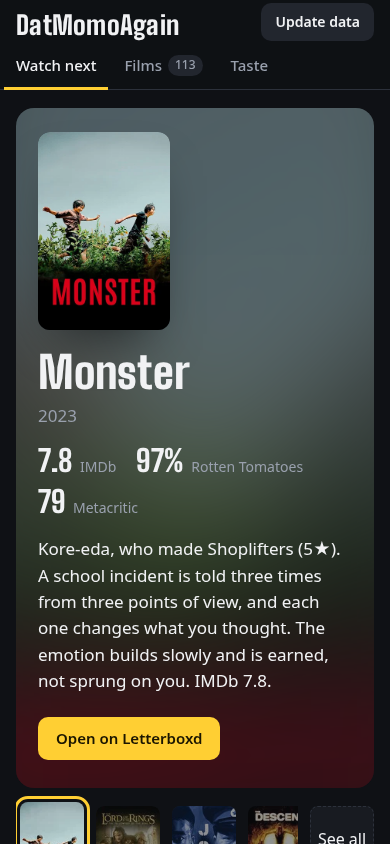 DatMomoAgain
Update data
Watch next
Films 113
Taste
MONSTER
Monster
2023
7.8 IMDb 97% Rotten Tomatoes
79 Metacritic
Kore-eda, who made Shoplifters (5★).
A school incident is told three times
from three points of view, and each
one changes what you thought. The
emotion builds slowly and is earned,
not sprung on you. IMDb 7.8.
Open on Letterboxd
See all